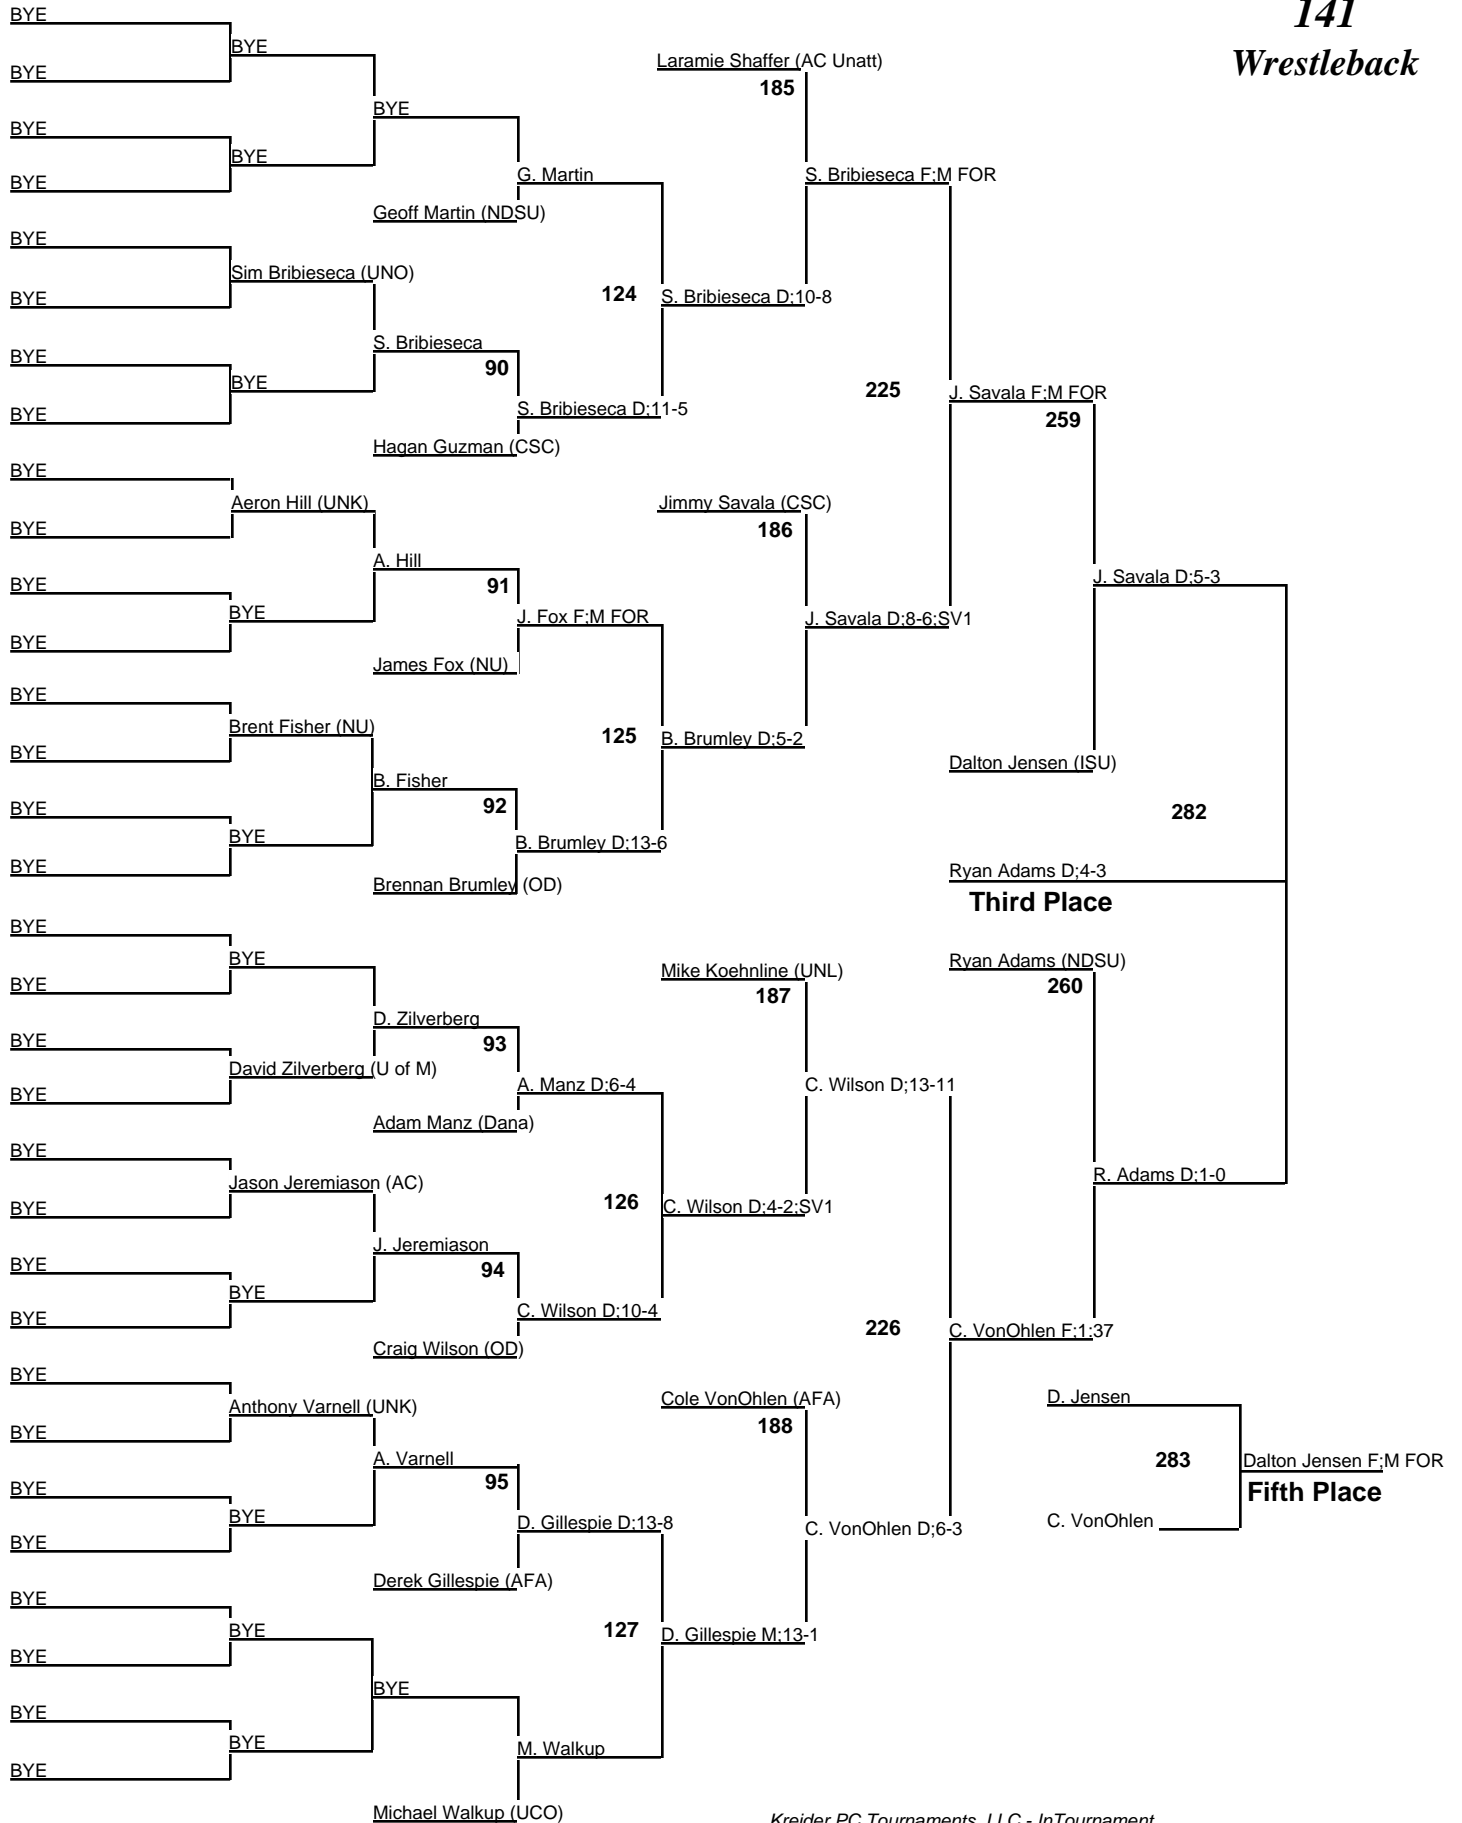 141
Wrestleback
BYE
BYE
BYE
BYE
BYE
BYE
BYE
G. Martin
Geoff Martin (NDSU)
BYE
Sim Bribieseca (UNO)
BYE
124
S. Bribieseca D;10-8
S. Bribieseca
BYE
90
BYE
BYE
S. Bribieseca D;11-5
Hagan Guzman (CSC)
Laramie Shaffer (AC Unatt)
185
S. Bribieseca F;M FOR
225
J. Savala F;M FOR
259
BYE
Aeron Hill (UNK)
BYE
A. Hill
91
BYE
BYE
BYE
J. Fox F;M FOR
James Fox (NU)
Jimmy Savala (CSC)
186
J. Savala D;8-6;SV1
J. Savala D;5-3
BYE
Brent Fisher (NU)
BYE
125
B. Brumley D;5-2
B. Fisher
92
BYE
BYE
BYE
B. Brumley D;13-6
Brennan Brumley (OD)
Dalton Jensen (ISU)
282
Ryan Adams D;4-3
Third Place
BYE
BYE
BYE
D. Zilverberg
93
BYE
David Zilverberg (U of M)
BYE
A. Manz D;6-4
Adam Manz (Dana)
Mike Koehnline (UNL)
187
C. Wilson D;13-11
Ryan Adams (NDSU)
260
R. Adams D;1-0
BYE
Jason Jeremiason (AC)
BYE
126
C. Wilson D;4-2;SV1
J. Jeremiason
94
BYE
BYE
BYE
C. Wilson D;10-4
Craig Wilson (OD)
226
C. VonOhlen F;1:37
BYE
Anthony Varnell (UNK)
BYE
A. Varnell
95
BYE
BYE
BYE
D. Gillespie D;13-8
Derek Gillespie (AFA)
Cole VonOhlen (AFA)
188
C. VonOhlen D;6-3
D. Jensen
283
Dalton Jensen F;M FOR
Fifth Place
C. VonOhlen
BYE
BYE
BYE
127
D. Gillespie M;13-1
BYE
BYE
BYE
BYE
M. Walkup
Michael Walkup (UCO)
Kreider PC Tournaments, LLC - InTournament